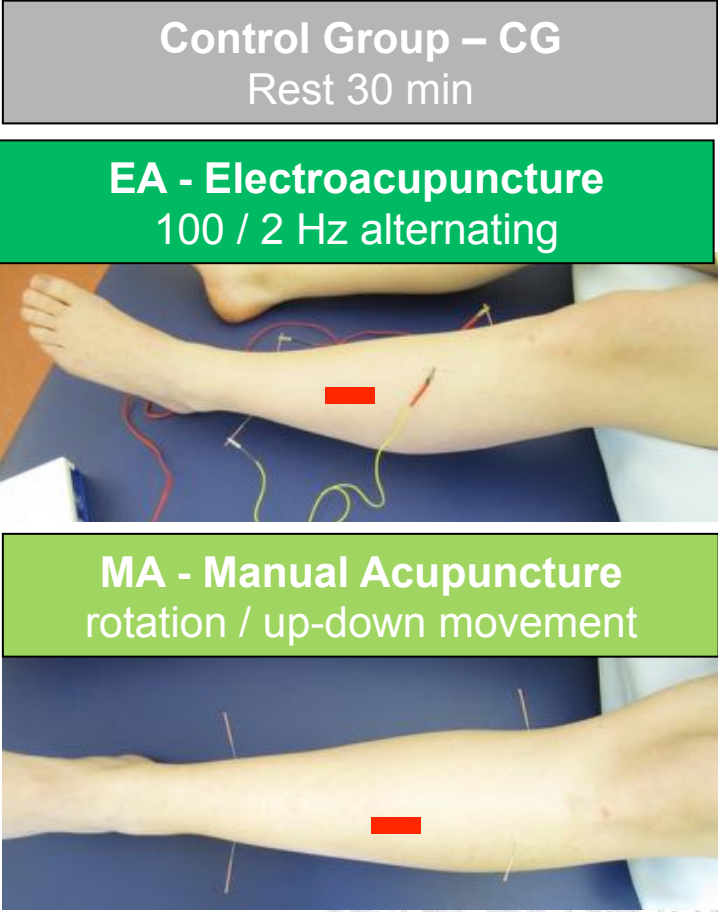 Control Group – CG
Rest 30 min
EA - Electroacupuncture
100 / 2 Hz alternating
MA - Manual Acupuncture
rotation / up-down movement